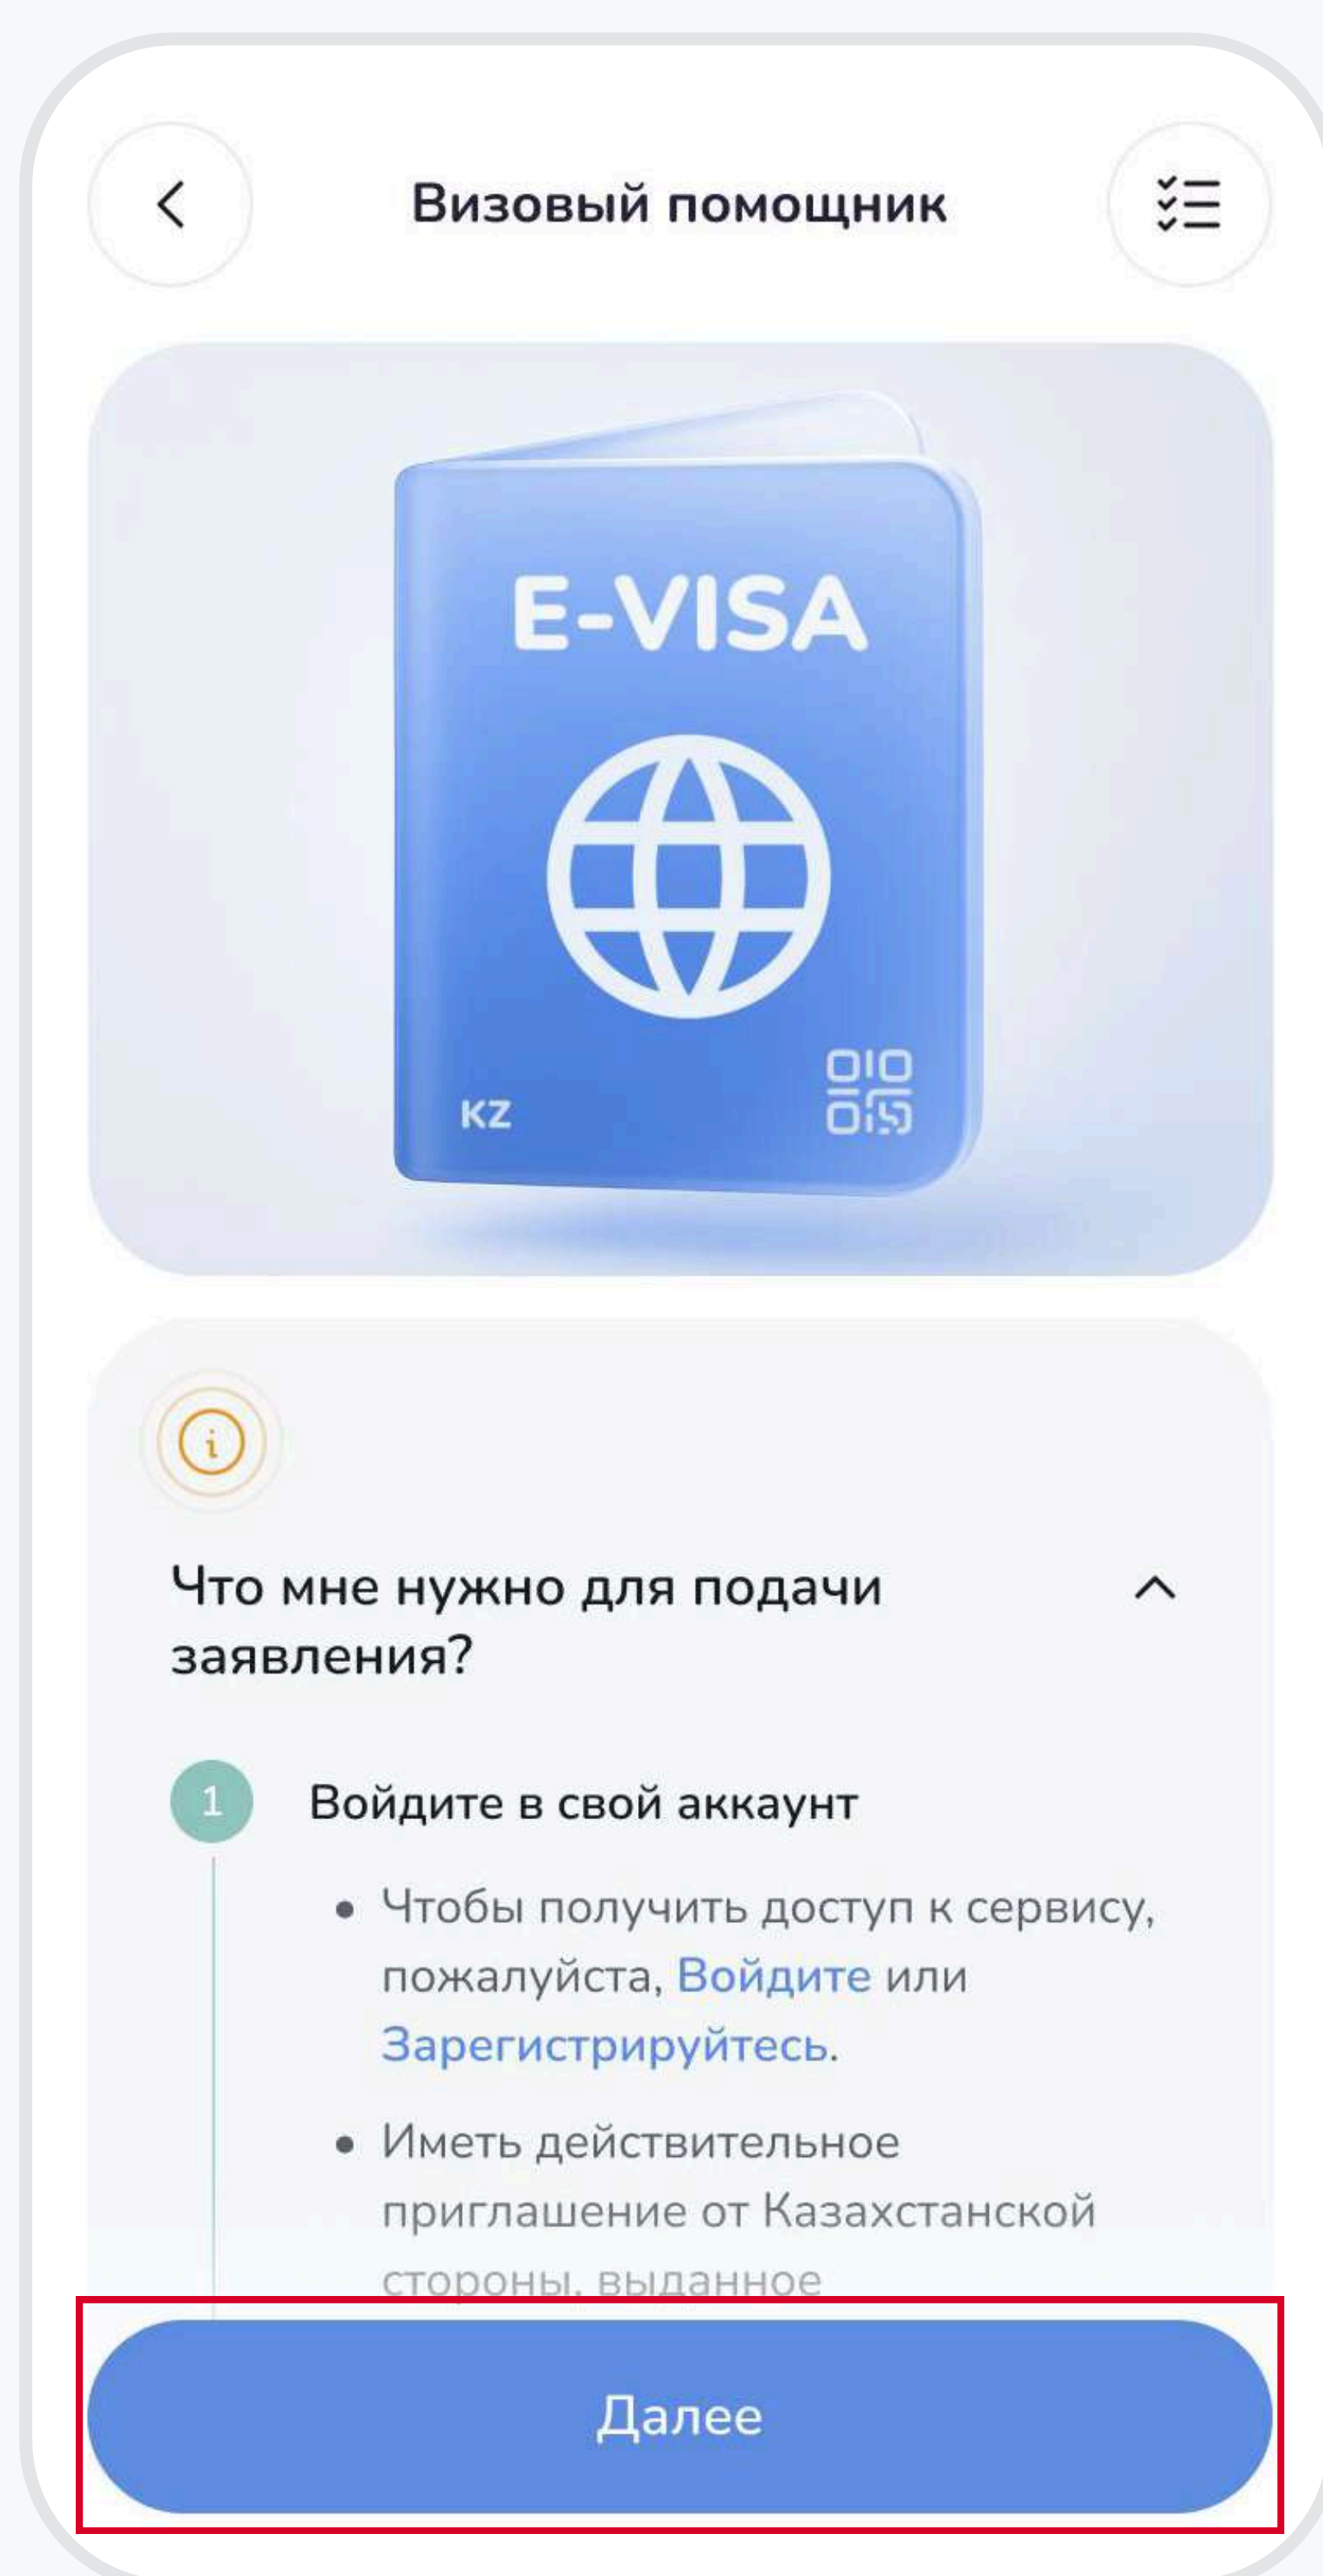 Визовый помощник
E-VISA
KZ
Что мне нужно для подачи
заявления?
1
Войдите в свой аккаунт
• Чтобы получить доступ к сервису,
пожалуйста, Войдите или
Зарегистрируйтесь.
• Иметь действительное
приглашение от Казахстанской
стороны, выданное
Далее